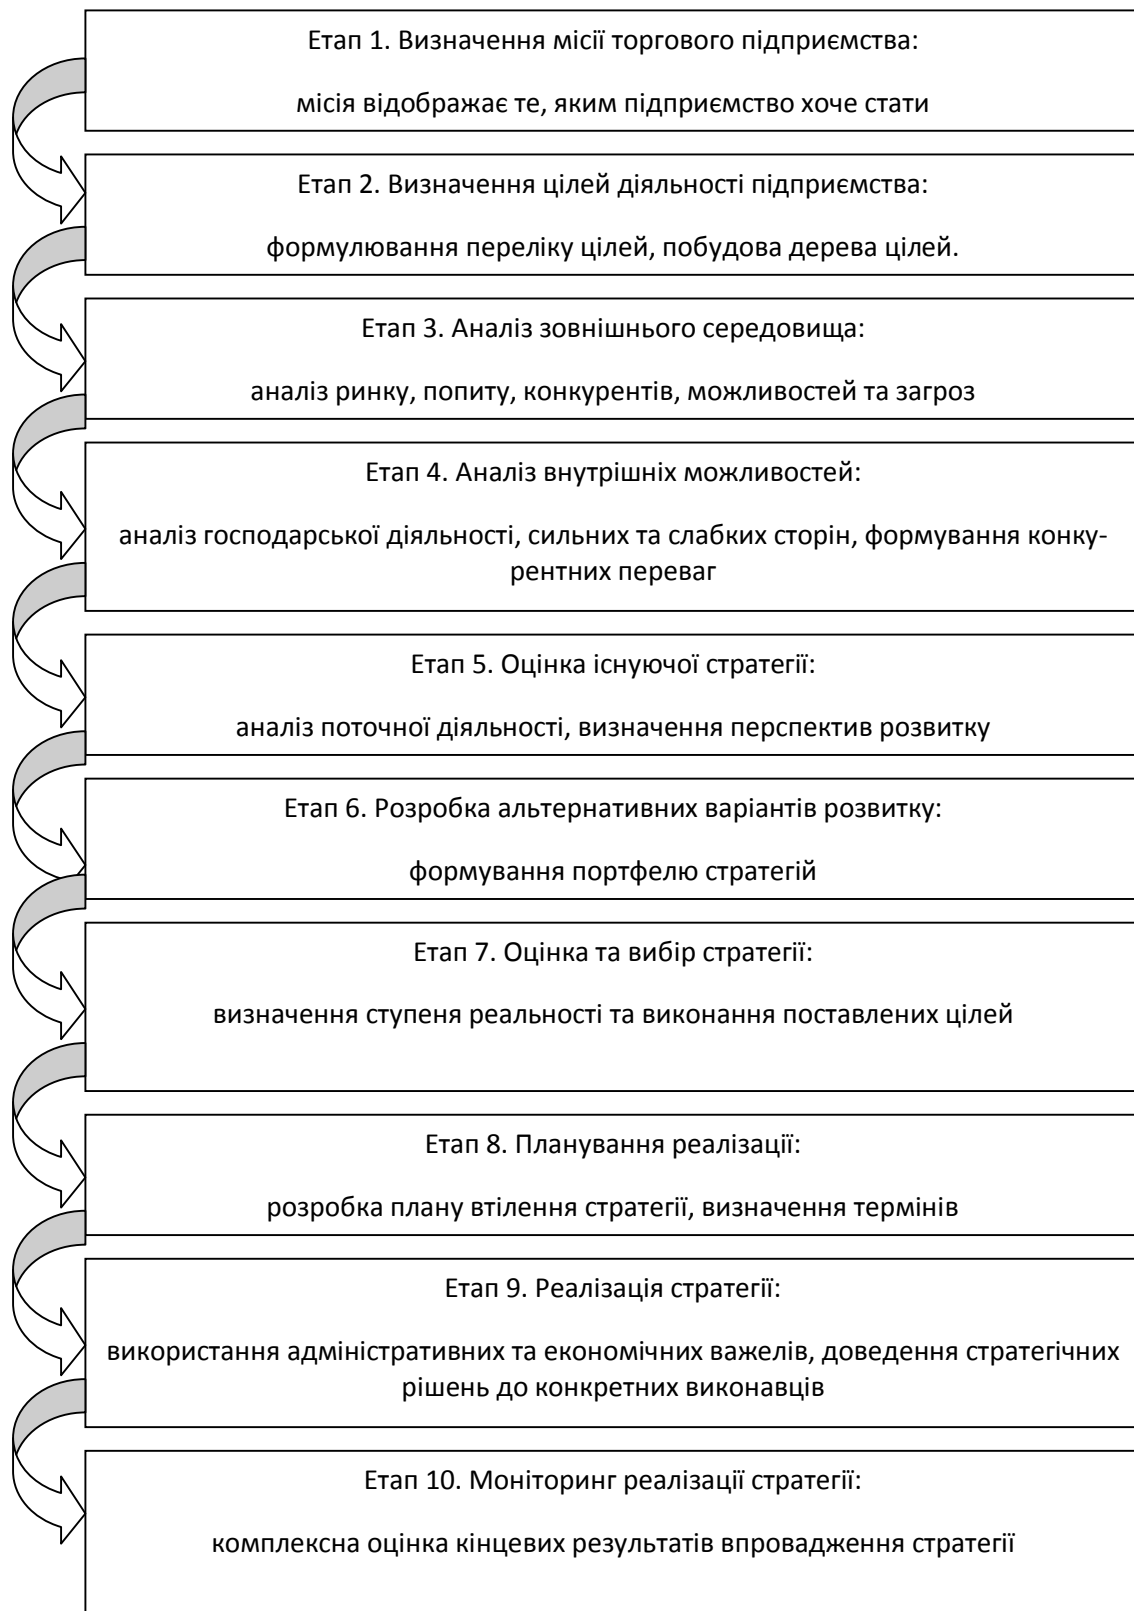 Етап 1. Визначення місії торгового підприємства:
місія відображає те, яким підприємство хоче стати
Етап 2. Визначення цілей діяльності підприємства:
формулювання переліку цілей, побудова дерева цілей.
Етап 3. Аналіз зовнішнього середовища:
аналіз ринку, попиту, конкурентів, можливостей та загроз
Етап 4. Аналіз внутрішніх можливостей:
аналіз господарської діяльності, сильних та слабких сторін, формування конку-
рентних переваг
Етап 5. Оцінка існуючої стратегії:
аналіз поточної діяльності, визначення перспектив розвитку
Етап 6. Розробка альтернативних варіантів розвитку:
формування портфелю стратегій
Етап 7. Оцінка та вибір стратегії:
визначення ступеня реальності та виконання поставлених цілей
Етап 8. Планування реалізації:
розробка плану втілення стратегії, визначення термінів
Етап 9. Реалізація стратегії:
використання адміністративних та економічних важелів, доведення стратегічних
рішень до конкретних виконавців
Етап 10. Моніторинг реалізації стратегії:
комплексна оцінка кінцевих результатів впровадження стратегії